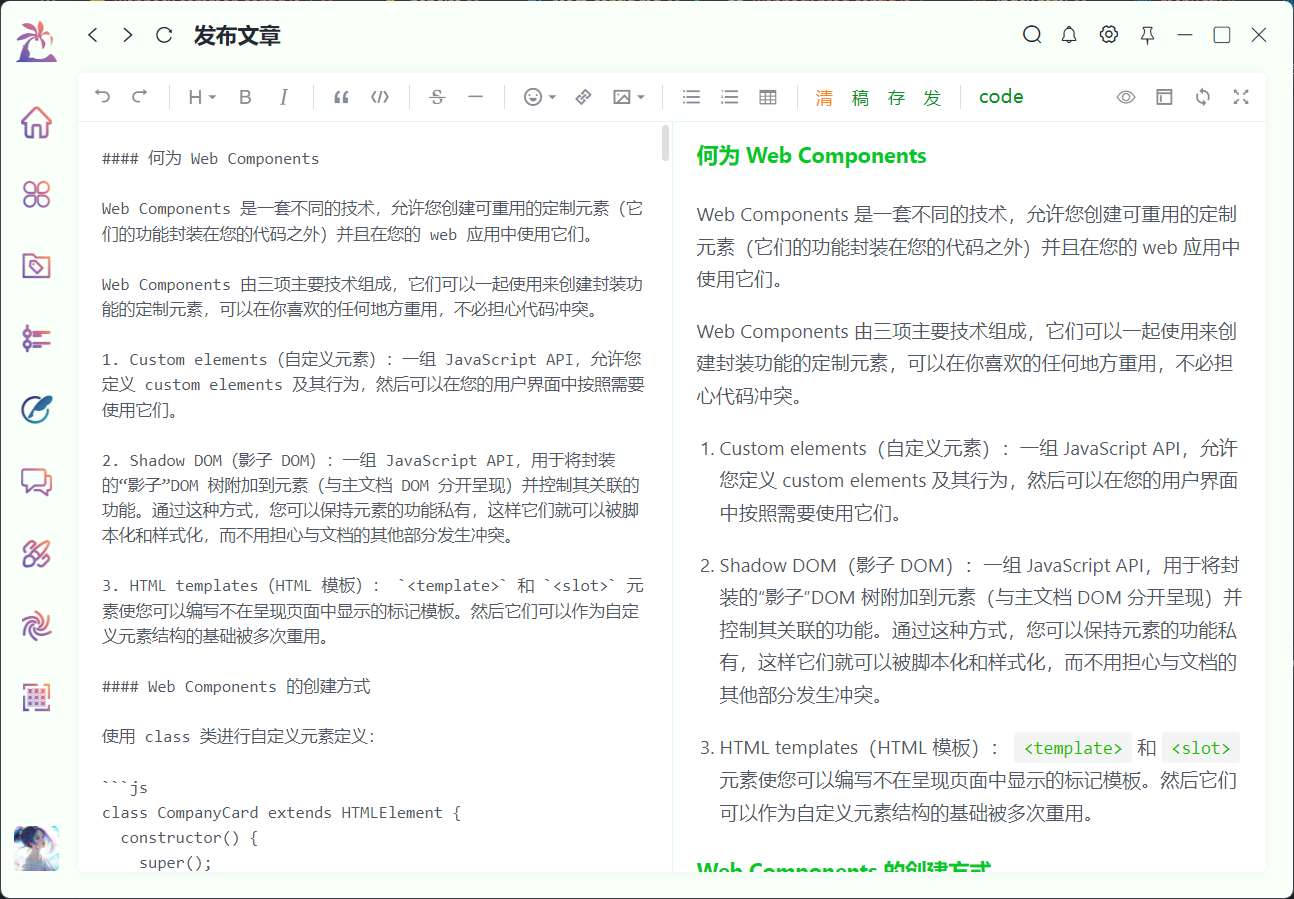 发布文章
H B I
清 稿 存 发 code
#### 何为 Web Components
Web Components 是一套不同的技术，允许您创建可重用的定制元素（它
们的功能封装在您的代码之外）并且在您的 web 应用中使用它们。
Web Components 由三项主要技术组成，它们可以一起使用来创建封装功
能的定制元素，可以在你喜欢的任何地方重用，不必担心代码冲突。
1. Custom elements（自定义元素）：一组 JavaScript API，允许您
定义 custom elements 及其行为，然后可以在您的用户界面中按照需要
使用它们。
2. Shadow DOM（影子 DOM）：一组 JavaScript API，用于将封装
的“影子”DOM 树附加到元素（与主文档 DOM 分开呈现）并控制其关联的
功能。通过这种方式，您可以保持元素的功能私有，这样它们就可以被脚
本化和样式化，而不用担心与文档的其他部分发生冲突。
3. HTML templates（HTML 模板）： `<template>` 和 `<slot>` 元
素使您可以编写不在呈现页面中显示的标记模板。然后它们可以作为自定
义元素结构的基础被多次重用。
#### Web Components 的创建方式
使用 class 类进行自定义元素定义：
```js
class CompanyCard extends HTMLElement {
constructor() {
super();
何为 Web Components
Web Components 是一套不同的技术，允许您创建可重用的定制
元素（它们的功能封装在您的代码之外）并且在您的 web 应用中
使用它们。
Web Components 由三项主要技术组成，它们可以一起使用来创
建封装功能的定制元素，可以在你喜欢的任何地方重用，不必担
心代码冲突。
1. Custom elements（自定义元素）：一组 JavaScript API，允许
您定义 custom elements 及其行为，然后可以在您的用户界面
中按照需要使用它们。
2. Shadow DOM（影子 DOM）：一组 JavaScript API，用于将封
装的“影子”DOM 树附加到元素（与主文档 DOM 分开呈现）并
控制其关联的功能。通过这种方式，您可以保持元素的功能私
有，这样它们就可以被脚本化和样式化，而不用担心与文档的
其他部分发生冲突。
3. HTML templates（HTML 模板）： <template> 和 <slot>
元素使您可以编写不在呈现页面中显示的标记模板。然后它们
可以作为自定义元素结构的基础被多次重用。
Web Components 的创建方式